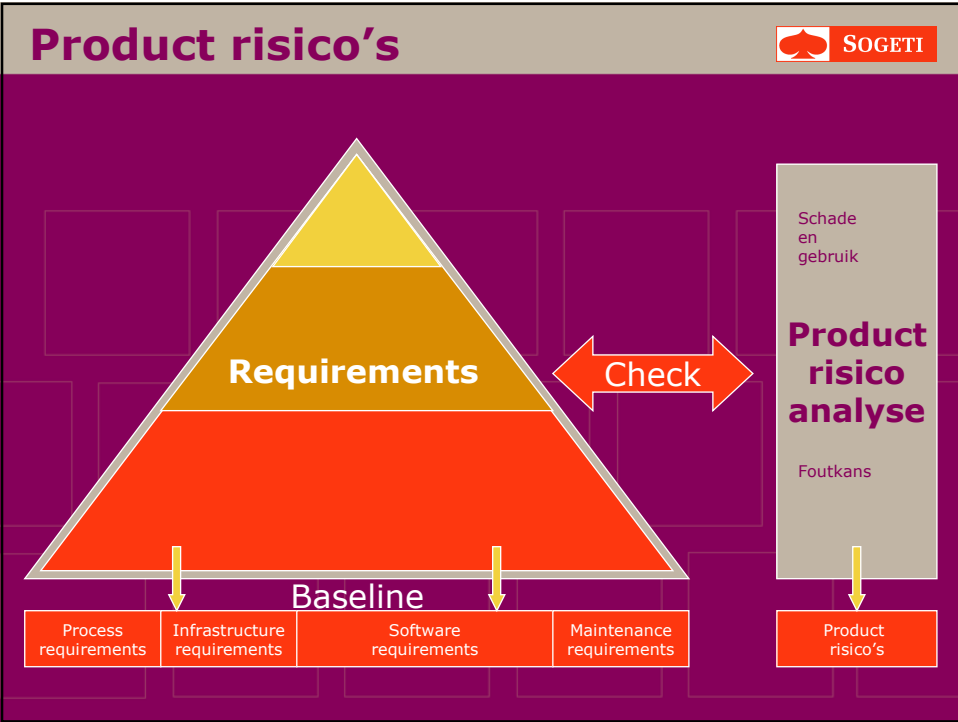 Product risico's
SOGETI
Requirements
Check
Schade
en
gebruik
Product
risico
analyse
Foutkans
Baseline
Process
requirements
Infrastructure
requirements
Software
requirements
Maintenance
requirements
Product
risico's